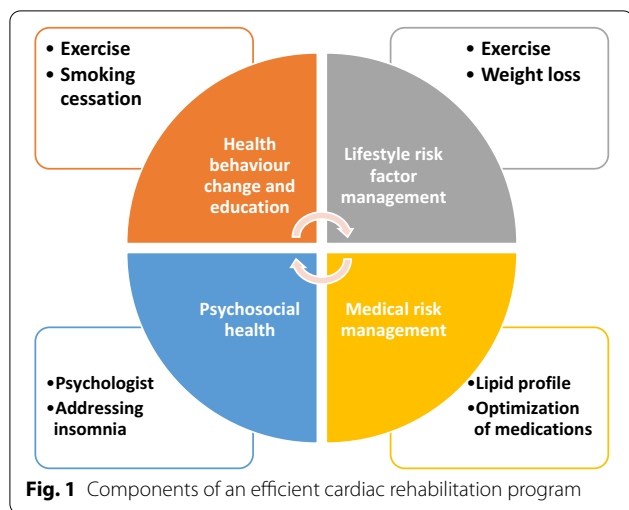 • Exercise
• Smoking
cessation
• Exercise
• Weight loss
Health
behaviour
change and
education
Lifestyle risk
factor
management
Psychosocial
health
Medical risk
management
•Psychologist
•Addressing
insomnia
•Lipid profile
•Optimization
of medications
Fig. 1 Components of an efficient cardiac rehabilitation program